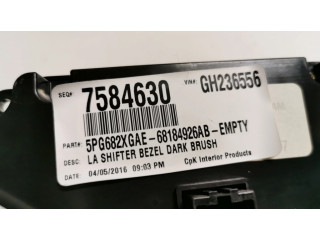 SEQ# 7584630 VIN# GH236556
PART#: 5PG682XGAE-68184926AB-EMPTY
DESC: LA SHIFTER BEZEL DARK BRUSH
DATE: 04/05/2016 09:03 PM CpK Interior Products